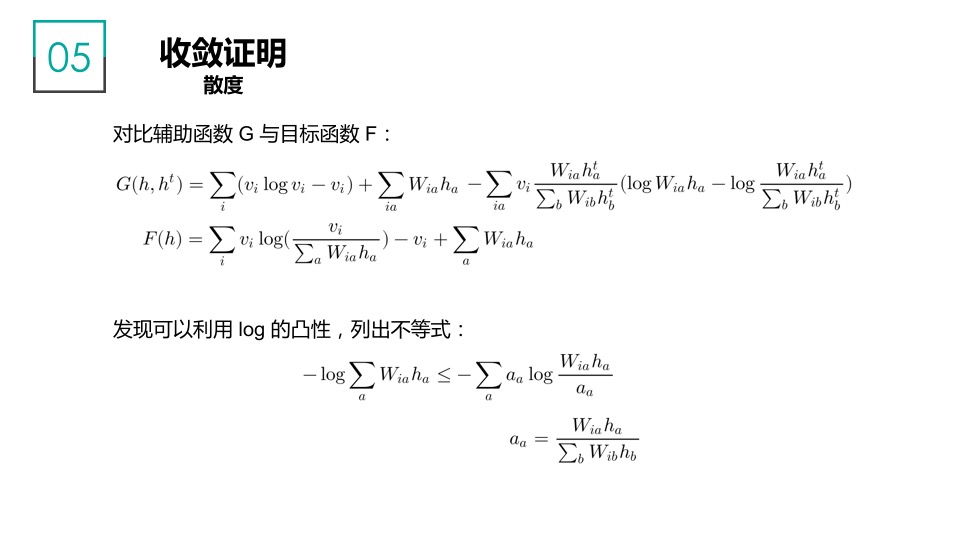 05
收敛证明
散度
对比辅助函数 G 与目标函数 F：
$G(h, h^t) = \sum_i (v_i \log v_i - v_i) + \sum_{ia} W_{ia} h_a - \sum_{ia} v_i \frac{W_{ia} h_a^t}{\sum_b W_{ib} h_b^t} (\log W_{ia} h_a - \log \frac{W_{ia} h_a^t}{\sum_b W_{ib} h_b^t})$
$F(h) = \sum_i v_i \log(\frac{v_i}{\sum_a W_{ia} h_a}) - v_i + \sum_a W_{ia} h_a$
发现可以利用 log 的凸性，列出不等式：
$-\log \sum_a W_{ia} h_a \leq -\sum_a a_a \log \frac{W_{ia} h_a}{a_a}$
$a_a = \frac{W_{ia} h_a}{\sum_b W_{ib} h_b}$